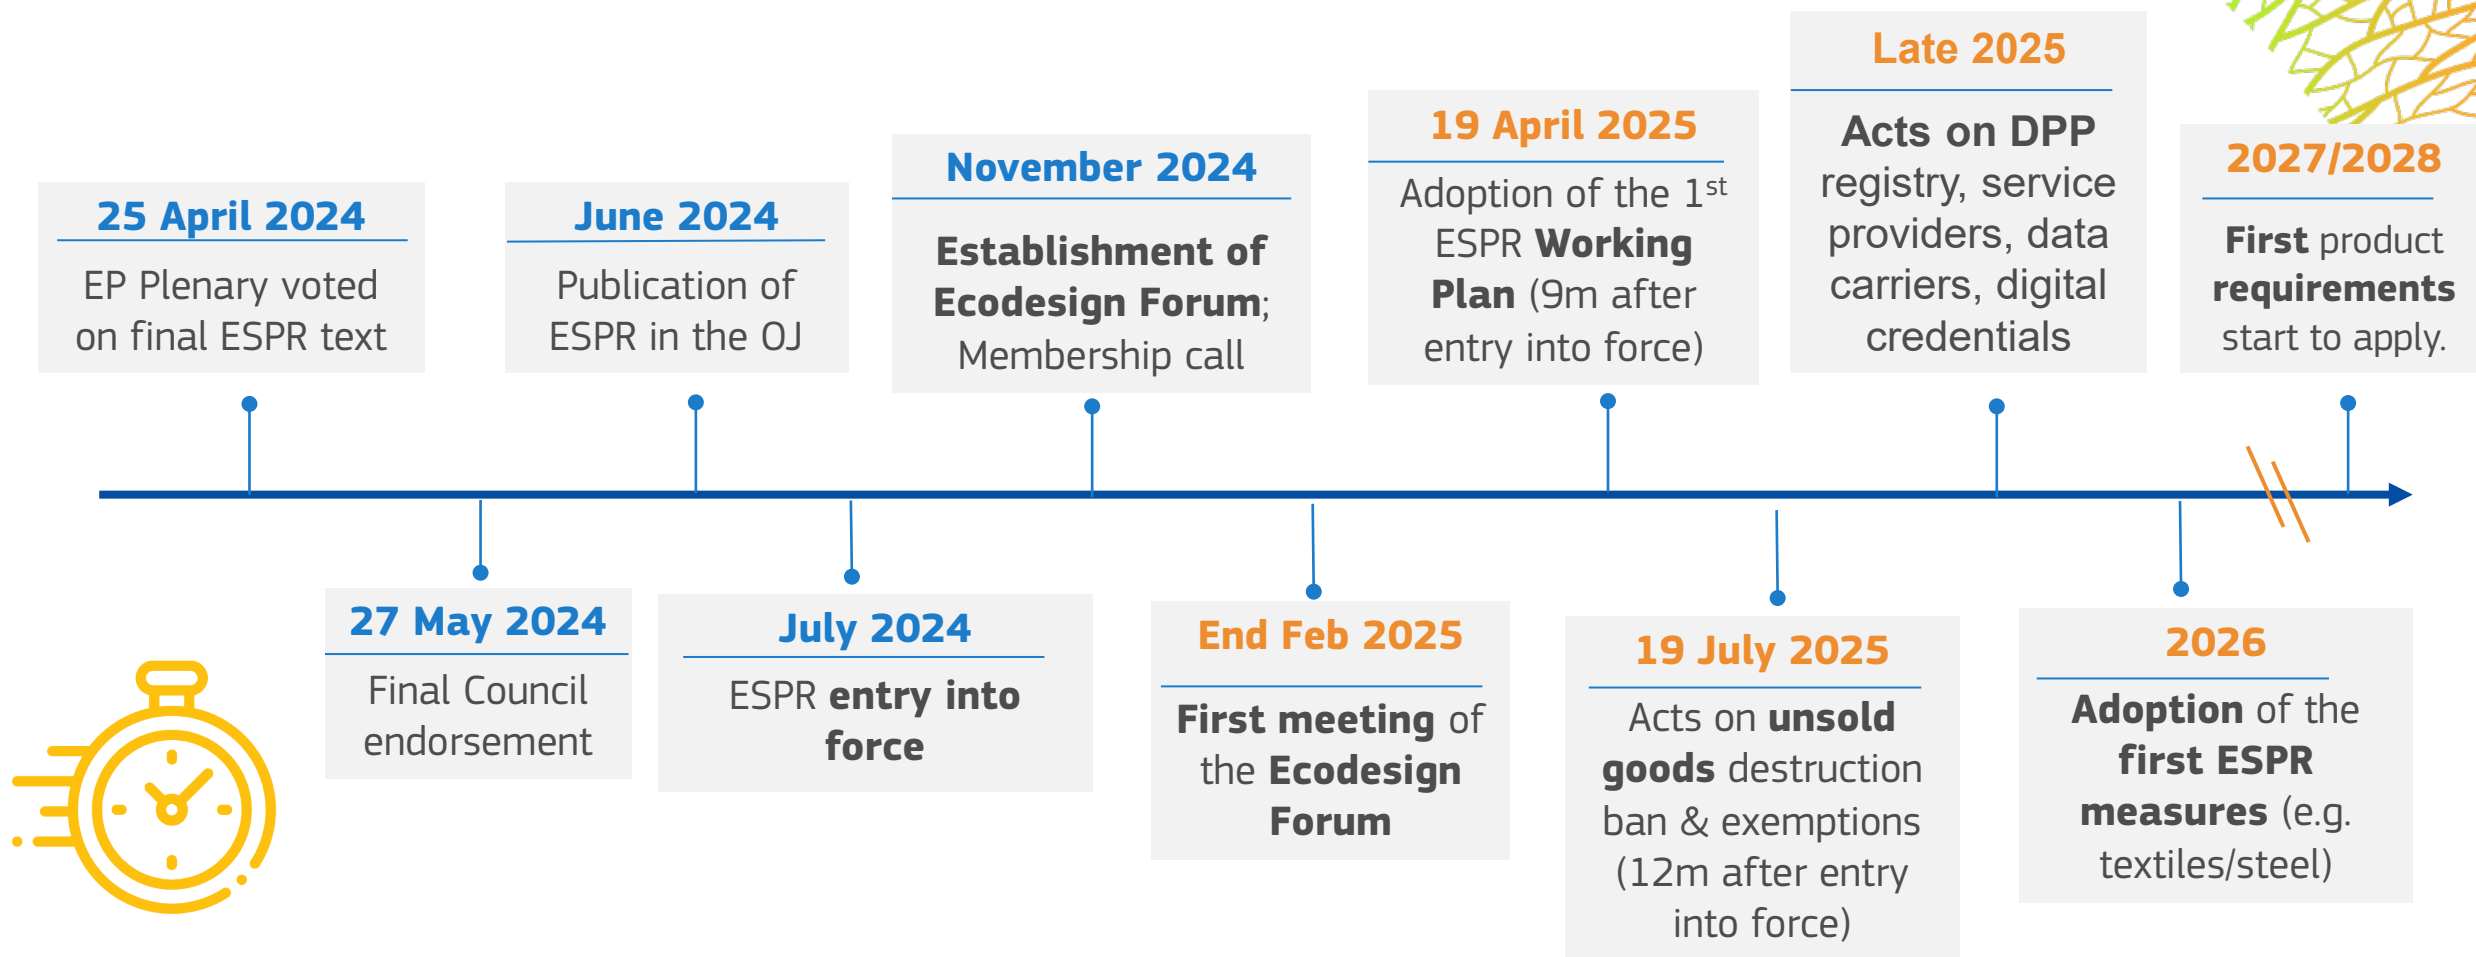 25 April 2024
EP Plenary voted
on final ESPR text
27 May 2024
Final Council
endorsement
June 2024
Publication of
ESPR in the OJ
July 2024
ESPR entry into
force
November 2024
Establishment of
Ecodesign Forum;
Membership call
End Feb 2025
First meeting of
the Ecodesign
Forum
19 April 2025
Adoption of the 1st
ESPR Working
Plan (9m after
entry into force)
19 July 2025
Acts on unsold
goods destruction
ban & exemptions
(12m after entry
into force)
Late 2025
Acts on DPP
registry, service
providers, data
carriers, digital
credentials
2026
Adoption of the
first ESPR
measures (e.g.
textiles/steel)
2027/2028
First product
requirements
start to apply.